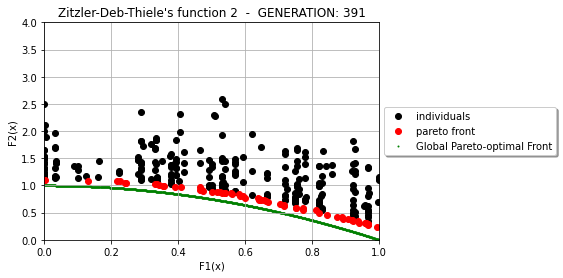 Zitzler-Deb-Thiele's function 2 - GENERATION: 391
4.0
3.5
3.0
2.5
2.0
1.5
1.0
0.5
0.0
F2(x)
0.0 0.2 0.4 0.6 0.8 1.0
F1(x)
individuals
pareto front
Global Pareto-optimal Front